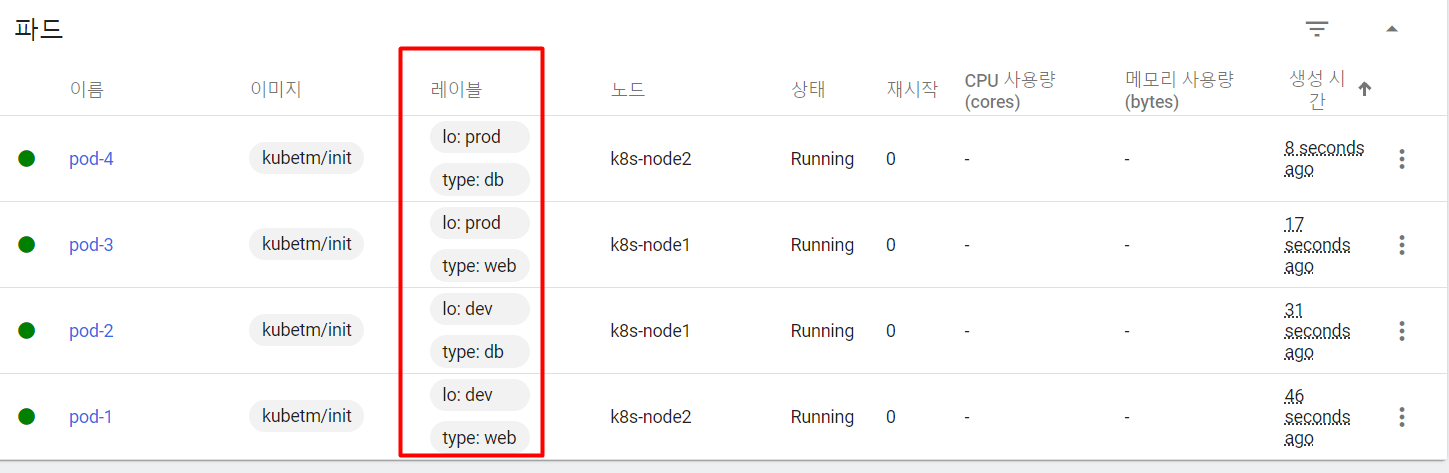 파드
이름 이미지 레이블 노드 상태 재시작 CPU 사용량 (cores) 메모리 사용량 (bytes) 생성 시간
pod-4 kubetm/init lo: prod type: db k8s-node2 Running 0 - - 8 seconds ago
pod-3 kubetm/init lo: prod type: web k8s-node1 Running 0 - - 17 seconds ago
pod-2 kubetm/init lo: dev type: db k8s-node1 Running 0 - - 31 seconds ago
pod-1 kubetm/init lo: dev type: web k8s-node2 Running 0 - - 46 seconds ago